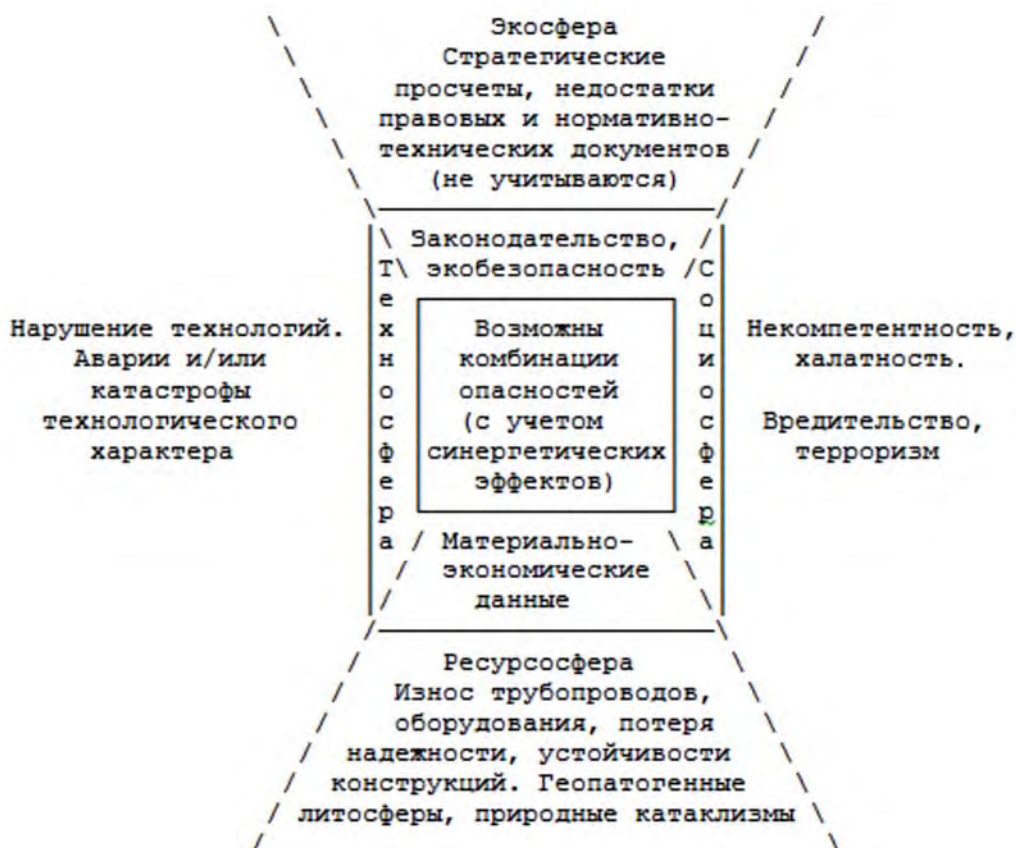 Экосфера
Стратегические
просчеты, недостатки
правовых и нормативно-
технических документов
(не учитываются)
Законодательство,
экобезопасность
Техносфера
Социосфера
Нарушение технологий.
Аварии и/или
катастрофы
технологического
характера
Возможны
комбинации
опасностей
(с учетом
синергетических
эффектов)
Некомпетентность,
халатность.
Вредительство,
терроризм
Материально-
экономические
данные
Ресурсосфера
Износ трубопроводов,
оборудования, потеря
надежности, устойчивости
конструкций. Геопатогенные
литосферы, природные катаклизмы